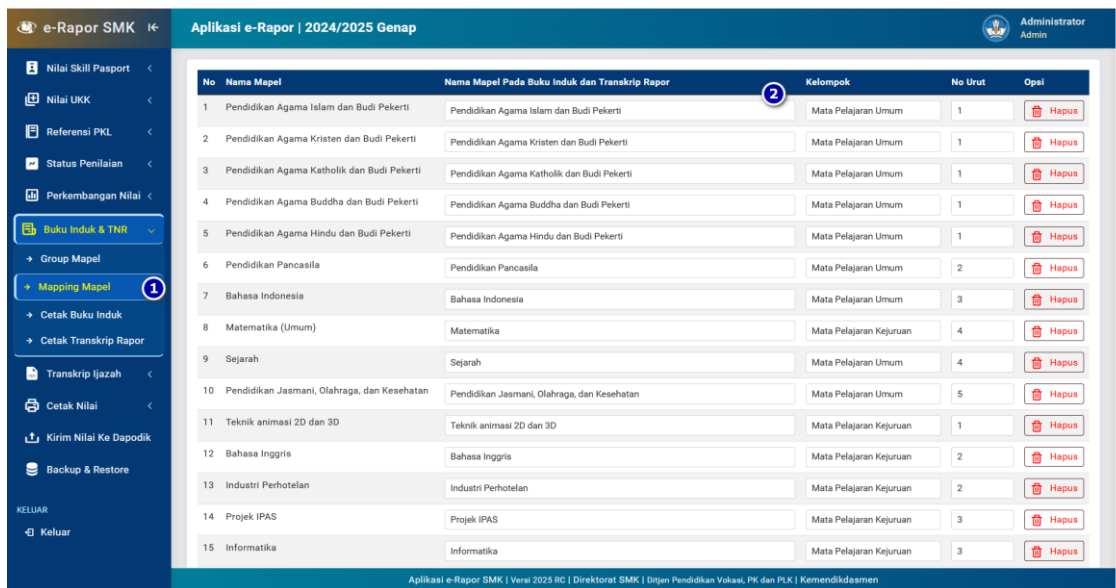 e-Rapor SMK
Aplikasi e-Rapor | 2024/2025 Genap
Administrator
Admin
Nilai Skill Pasport
Nilai UKK
Referensi PKL
Status Penilaian
Perkembangan Nilai
Buku Induk & TNR
Group Mapel
Mapping Mapel 1
Cetak Buku Induk
Cetak Transkrip Rapor
Transkrip Ijazah
Cetak Nilai
Kirim Nilai Ke Dapodik
Backup & Restore
KELUAR
Keluar
No Nama Mapel Nama Mapel Pada Buku Induk dan Transkrip Rapor 2 Kelompok No Urut Opsi
1 Pendidikan Agama Islam dan Budi Pekerti Pendidikan Agama Islam dan Budi Pekerti Mata Pelajaran Umum 1 Hapus
2 Pendidikan Agama Kristen dan Budi Pekerti Pendidikan Agama Kristen dan Budi Pekerti Mata Pelajaran Umum 1 Hapus
3 Pendidikan Agama Katholik dan Budi Pekerti Pendidikan Agama Katholik dan Budi Pekerti Mata Pelajaran Umum 1 Hapus
4 Pendidikan Agama Buddha dan Budi Pekerti Pendidikan Agama Buddha dan Budi Pekerti Mata Pelajaran Umum 1 Hapus
5 Pendidikan Agama Hindu dan Budi Pekerti Pendidikan Agama Hindu dan Budi Pekerti Mata Pelajaran Umum 1 Hapus
6 Pendidikan Pancasila Pendidikan Pancasila Mata Pelajaran Umum 2 Hapus
7 Bahasa Indonesia Bahasa Indonesia Mata Pelajaran Umum 3 Hapus
8 Matematika (Umum) Matematika Mata Pelajaran Kejuruan 4 Hapus
9 Sejarah Sejarah Mata Pelajaran Umum 4 Hapus
10 Pendidikan Jasmani, Olahraga, dan Kesehatan Pendidikan Jasmani, Olahraga, dan Kesehatan Mata Pelajaran Umum 5 Hapus
11 Teknik animasi 2D dan 3D Teknik animasi 2D dan 3D Mata Pelajaran Kejuruan 1 Hapus
12 Bahasa Inggris Bahasa Inggris Mata Pelajaran Kejuruan 2 Hapus
13 Industri Perhotelan Industri Perhotelan Mata Pelajaran Kejuruan 2 Hapus
14 Projek IPAS Projek IPAS Mata Pelajaran Kejuruan 3 Hapus
15 Informatika Informatika Mata Pelajaran Kejuruan 3 Hapus
Aplikasi e-Rapor SMK | Versi 2025 RC | Direktorat SMK | Ditjen Pendidikan Vokasi, PK dan PLK | Kemendikdasmen